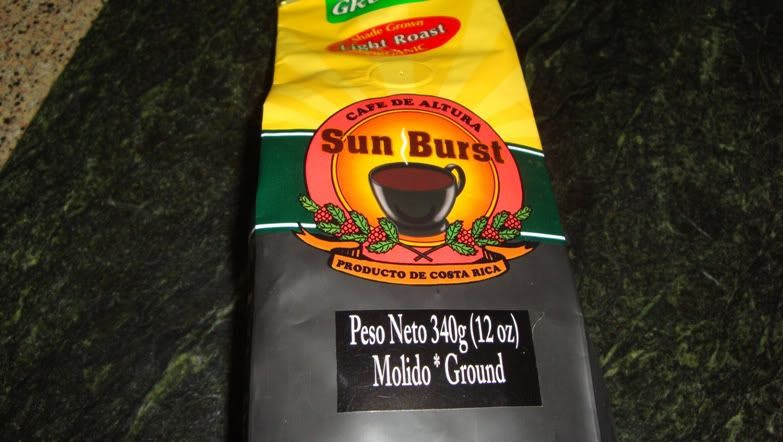 Shade Grown
Light Roast
ORGANIC
CAFE DE ALTURA
Sun Burst
PRODUCTO DE COSTA RICA
Peso Neto 340g (12 oz)
Molido * Ground